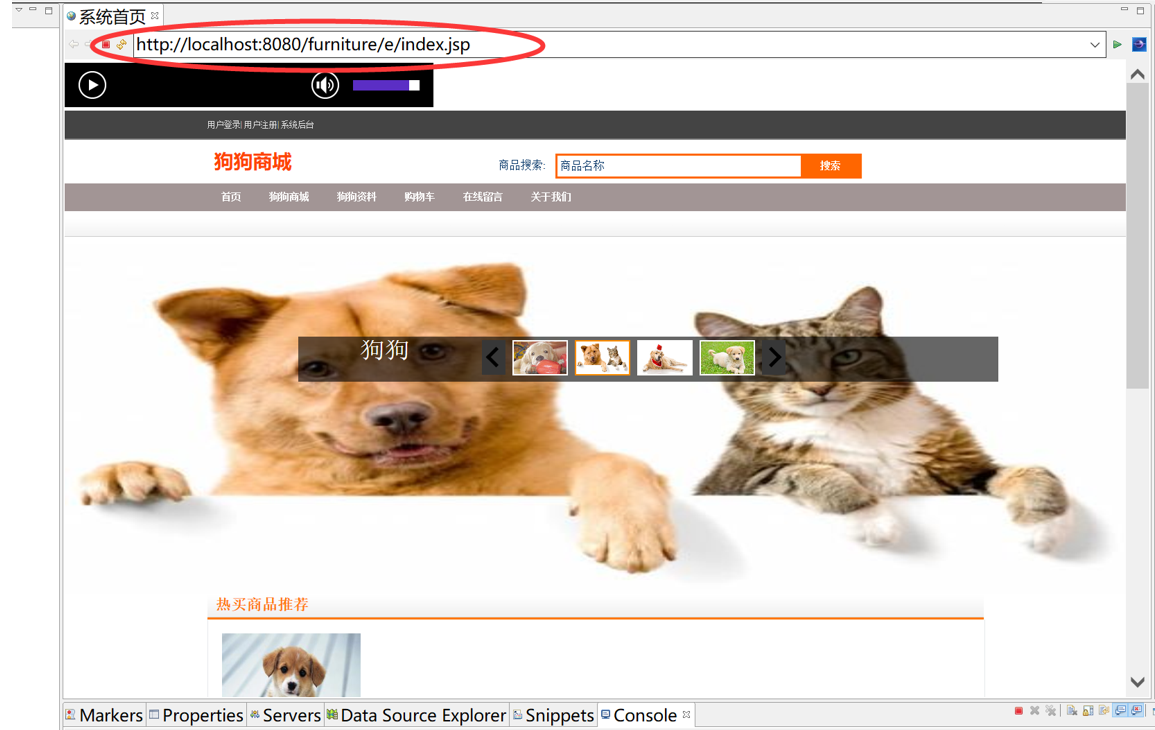 系统首页
http://localhost:8080/furniture/e/index.jsp
用户登录| 用户注册| 系统后台
狗狗商城
商品搜索: 商品名称 搜索
首页 狗狗商城 狗狗资料 购物车 在线留言 关于我们
狗狗
热买商品推荐
Markers Properties Servers Data Source Explorer Snippets Console